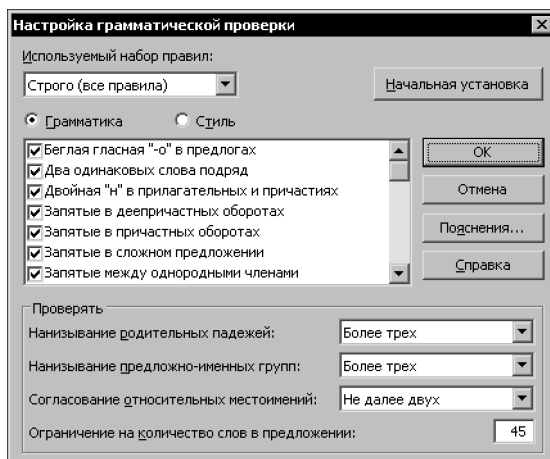 Настройка грамматической проверки
Используемый набор правил:
Строго (все правила)
Начальная установка
Грамматика
Стиль
Беглая гласная "-о" в предлогах
Два одинаковых слова подряд
Двойная "н" в прилагательных и причастиях
Запятые в деепричастных оборотах
Запятые в причастных оборотах
Запятые в сложном предложении
Запятые между однородными членами
ОК
Отмена
Пояснения...
Справка
Проверять
Нанизывание родительных падежей: Более трех
Нанизывание предложно-именных групп: Более трех
Согласование относительных местоимений: Не далее двух
Ограничение на количество слов в предложении: 45